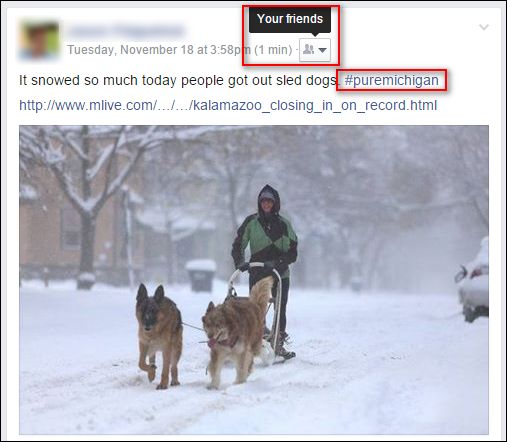 Your friends
Tuesday, November 18 at 3:58pm (1 min) ·
It snowed so much today people got out sled dogs. #puremichigan
http://www.mlive.com/…/…/kalamazoo_closing_in_on_record.html